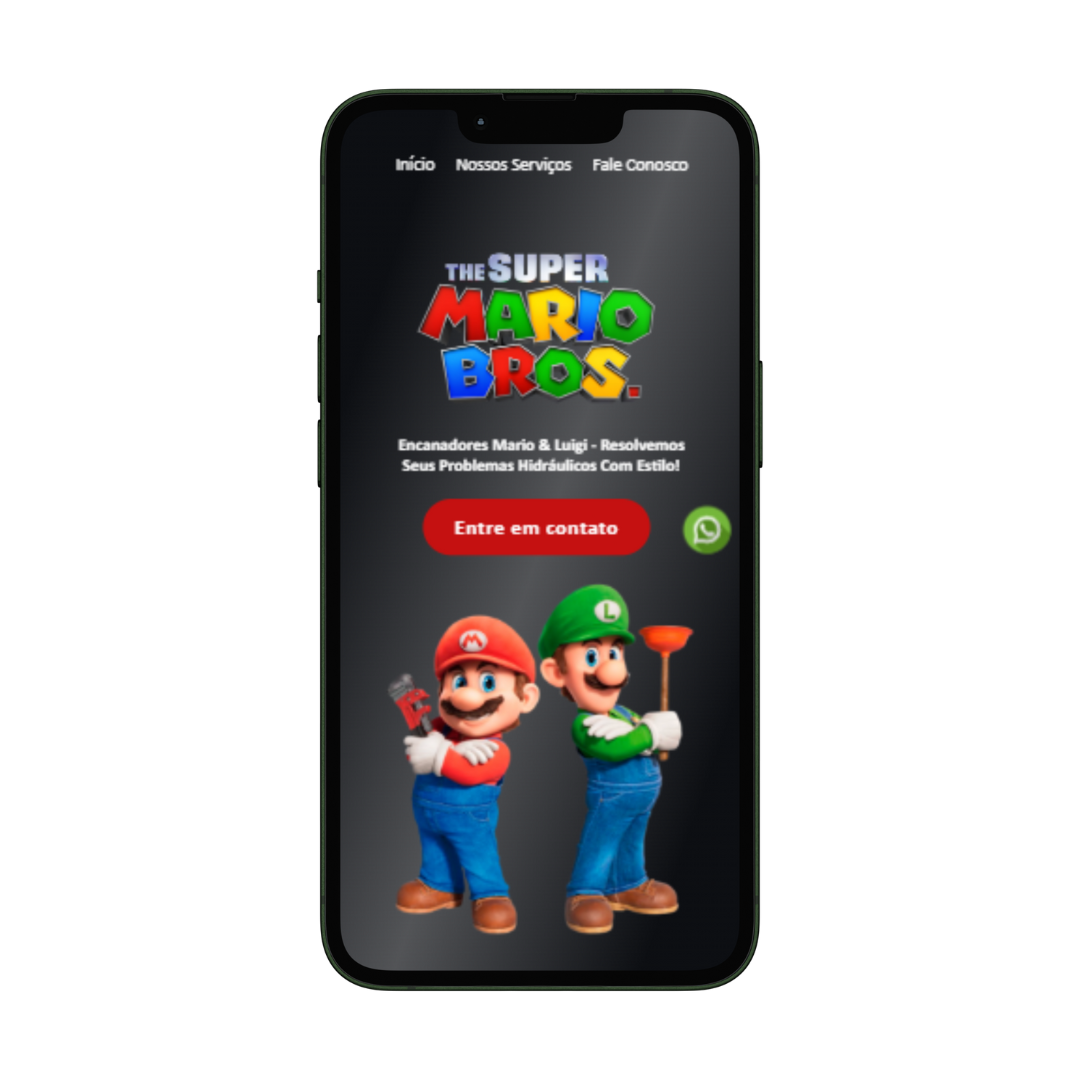 Início Nossos Serviços Fale Conosco
THE SUPER
MARIO
BROS.
Encanadores Mario & Luigi - Resolvemos
Seus Problemas Hidráulicos Com Estilo!
Entre em contato
M
L